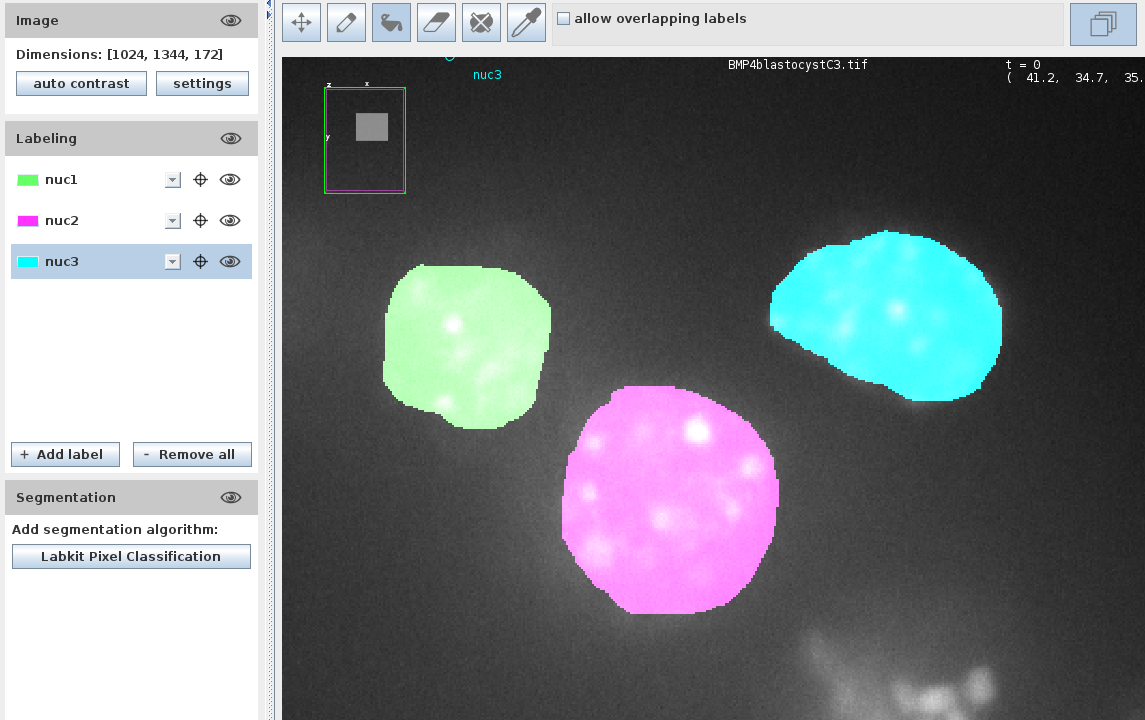 Image
Dimensions: [1024, 1344, 172]
auto contrast
settings
Labeling
nuc1
nuc2
nuc3
+ Add label
- Remove all
Segmentation
Add segmentation algorithm:
Labkit Pixel Classification
allow overlapping labels
nuc3
BMP4blastocystC3.tif
t = 0
( 41.2, 34.7, 35.
z
x
y